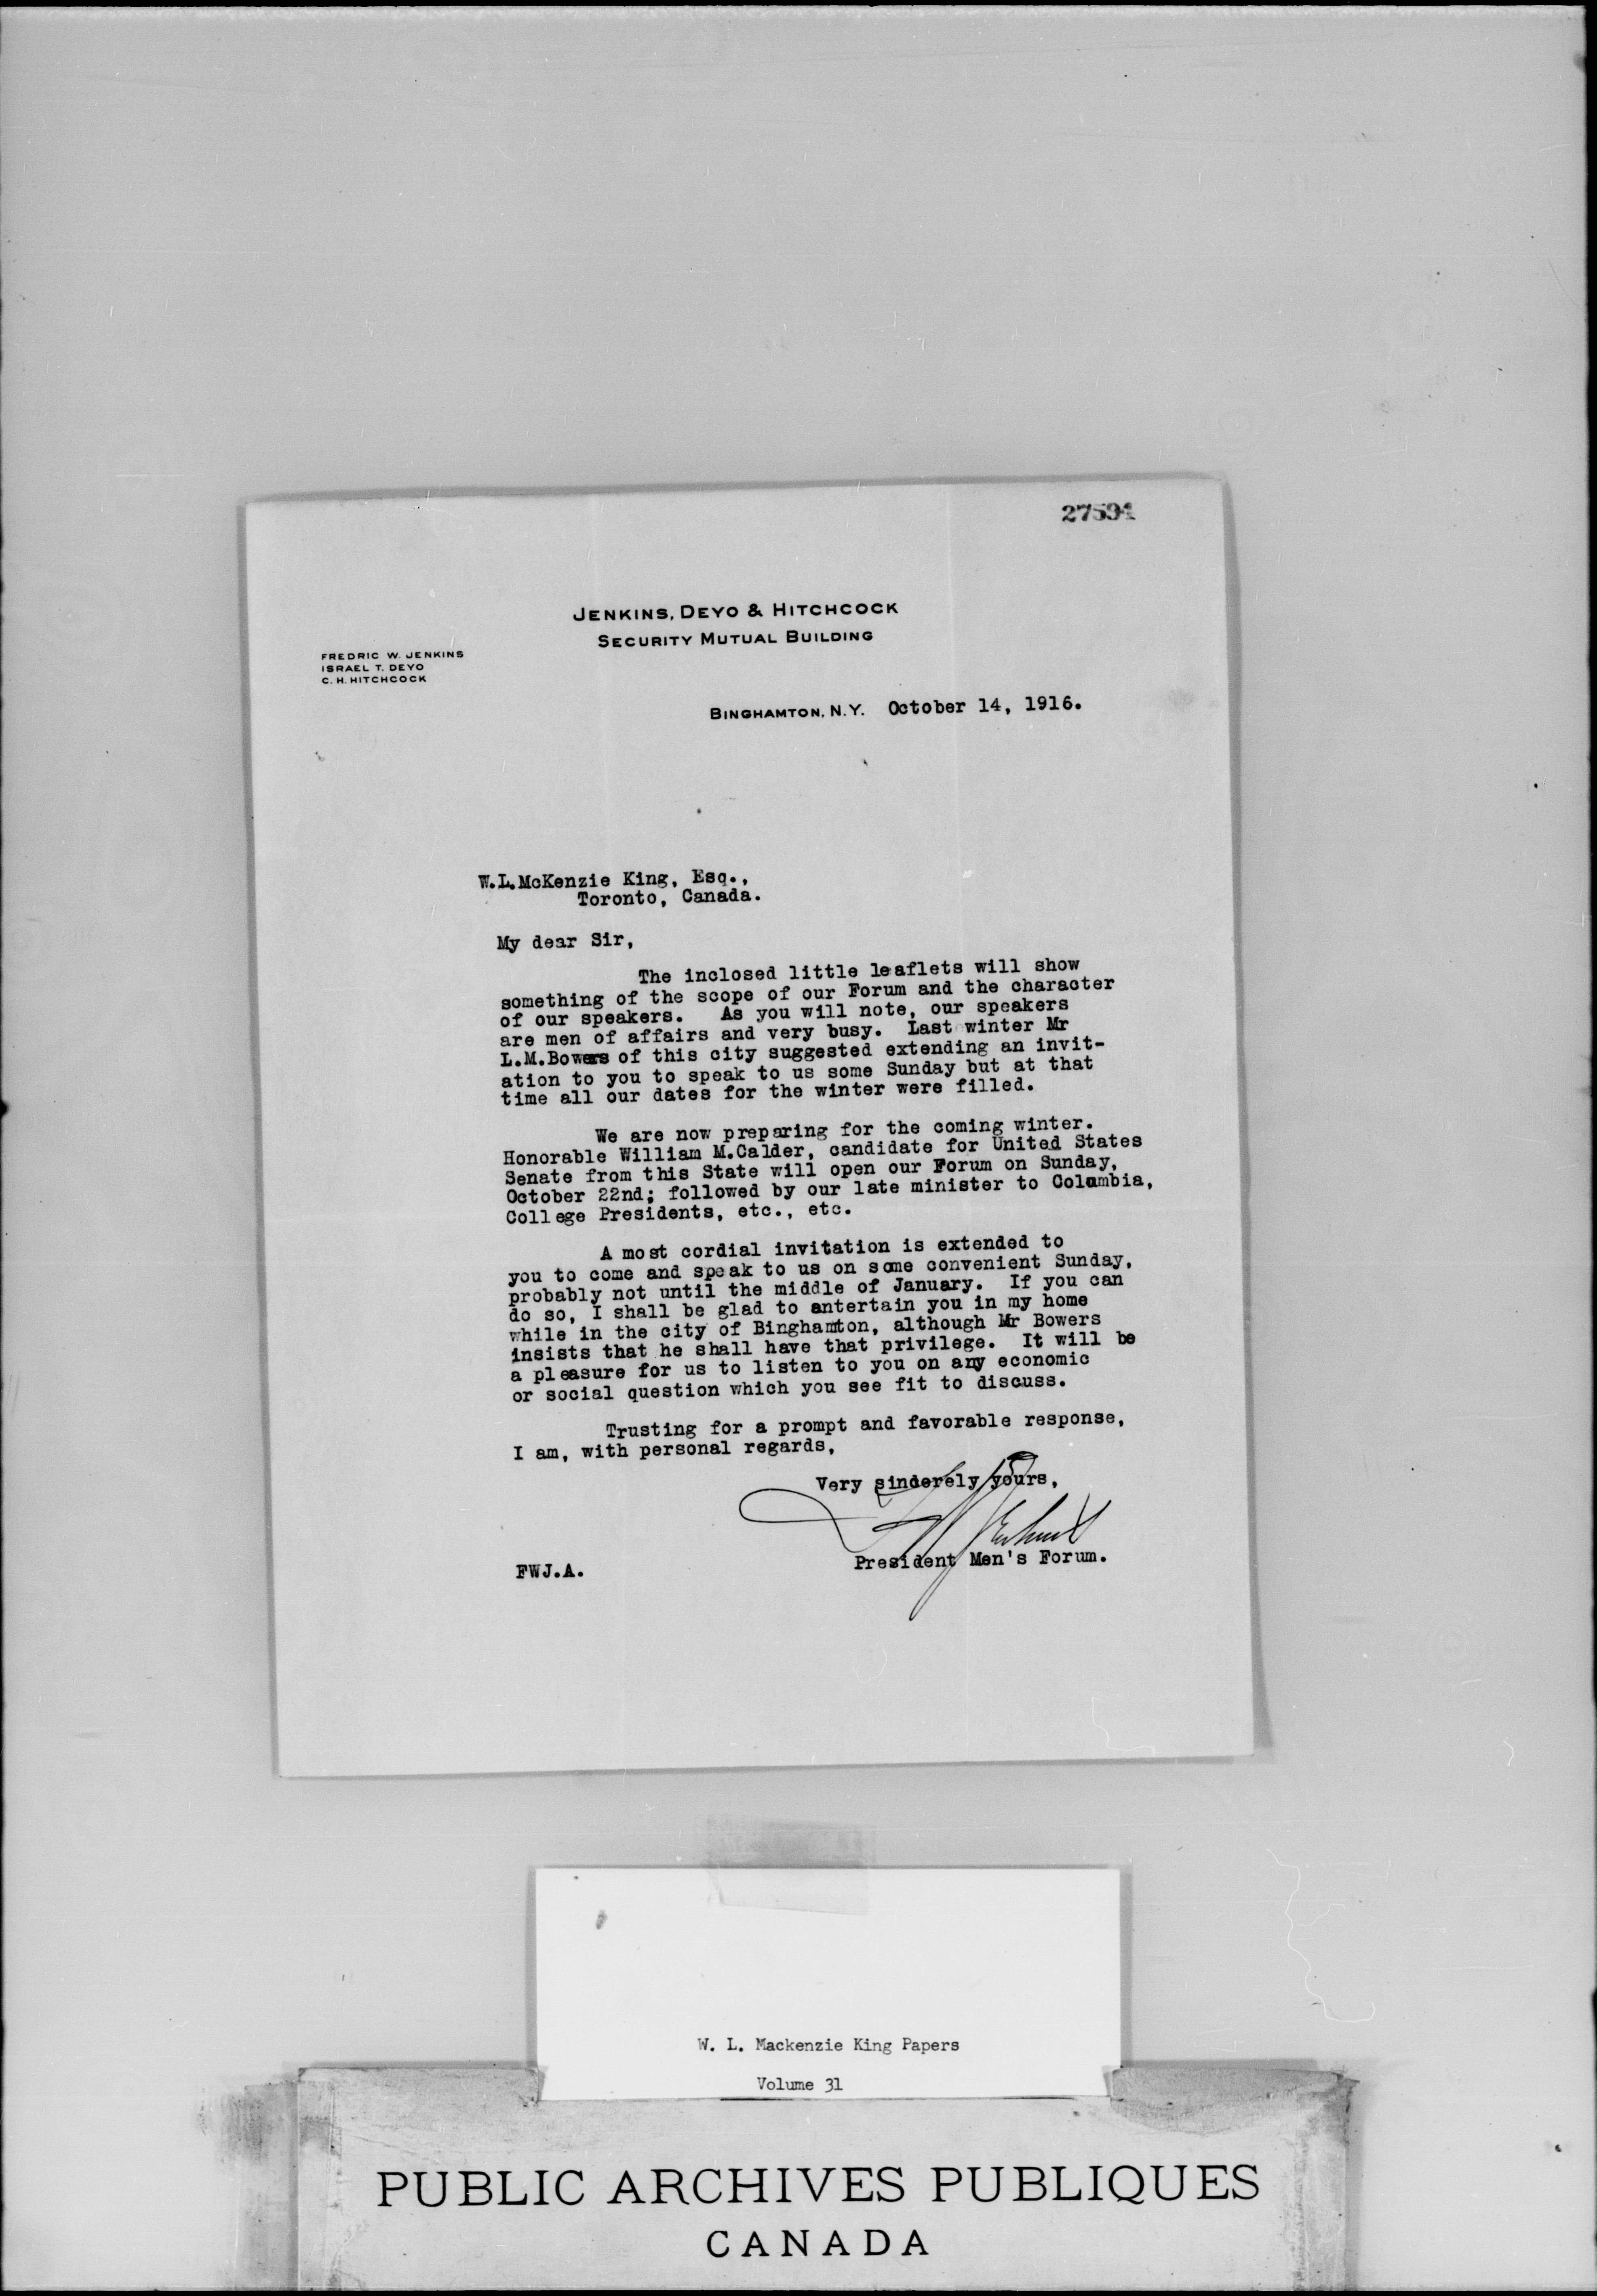 27594
JENKINS, DEYO & HITCHCOCK
SECURITY MUTUAL BUILDING
FREDRIC W. JENKINS
ISRAEL T. DEYO
C. H. HITCHCOCK
BINGHAMTON, N.Y. October 14, 1916.
W.L.McKenzie King, Esq.,
Toronto, Canada.
My dear Sir,
The inclosed little leaflets will show
something of the scope of our Forum and the character
of our speakers. As you will note, our speakers
are men of affairs and very busy. Last winter Mr
L.M.Bowers of this city suggested extending an invit-
ation to you to speak to us some Sunday but at that
time all our dates for the winter were filled.
We are now preparing for the coming winter.
Honorable William M.Calder, candidate for United States
Senate from this State will open our Forum on Sunday,
October 22nd; followed by our late minister to Columbia,
College Presidents, etc., etc.
A most cordial invitation is extended to
you to come and speak to us on some convenient Sunday,
probably not until the middle of January. If you can
do so, I shall be glad to antertain you in my home
while in the city of Binghamton, although Mr Bowers
insists that he shall have that privilege. It will be
a pleasure for us to listen to you on any economic
or social question which you see fit to discuss.
Trusting for a prompt and favorable response,
I am, with personal regards,
Very sinderely yours,
President Men's Forum.
FWJ.A.
W. L. Mackenzie King Papers
Volume 31
PUBLIC ARCHIVES PUBLIQUES
CANADA